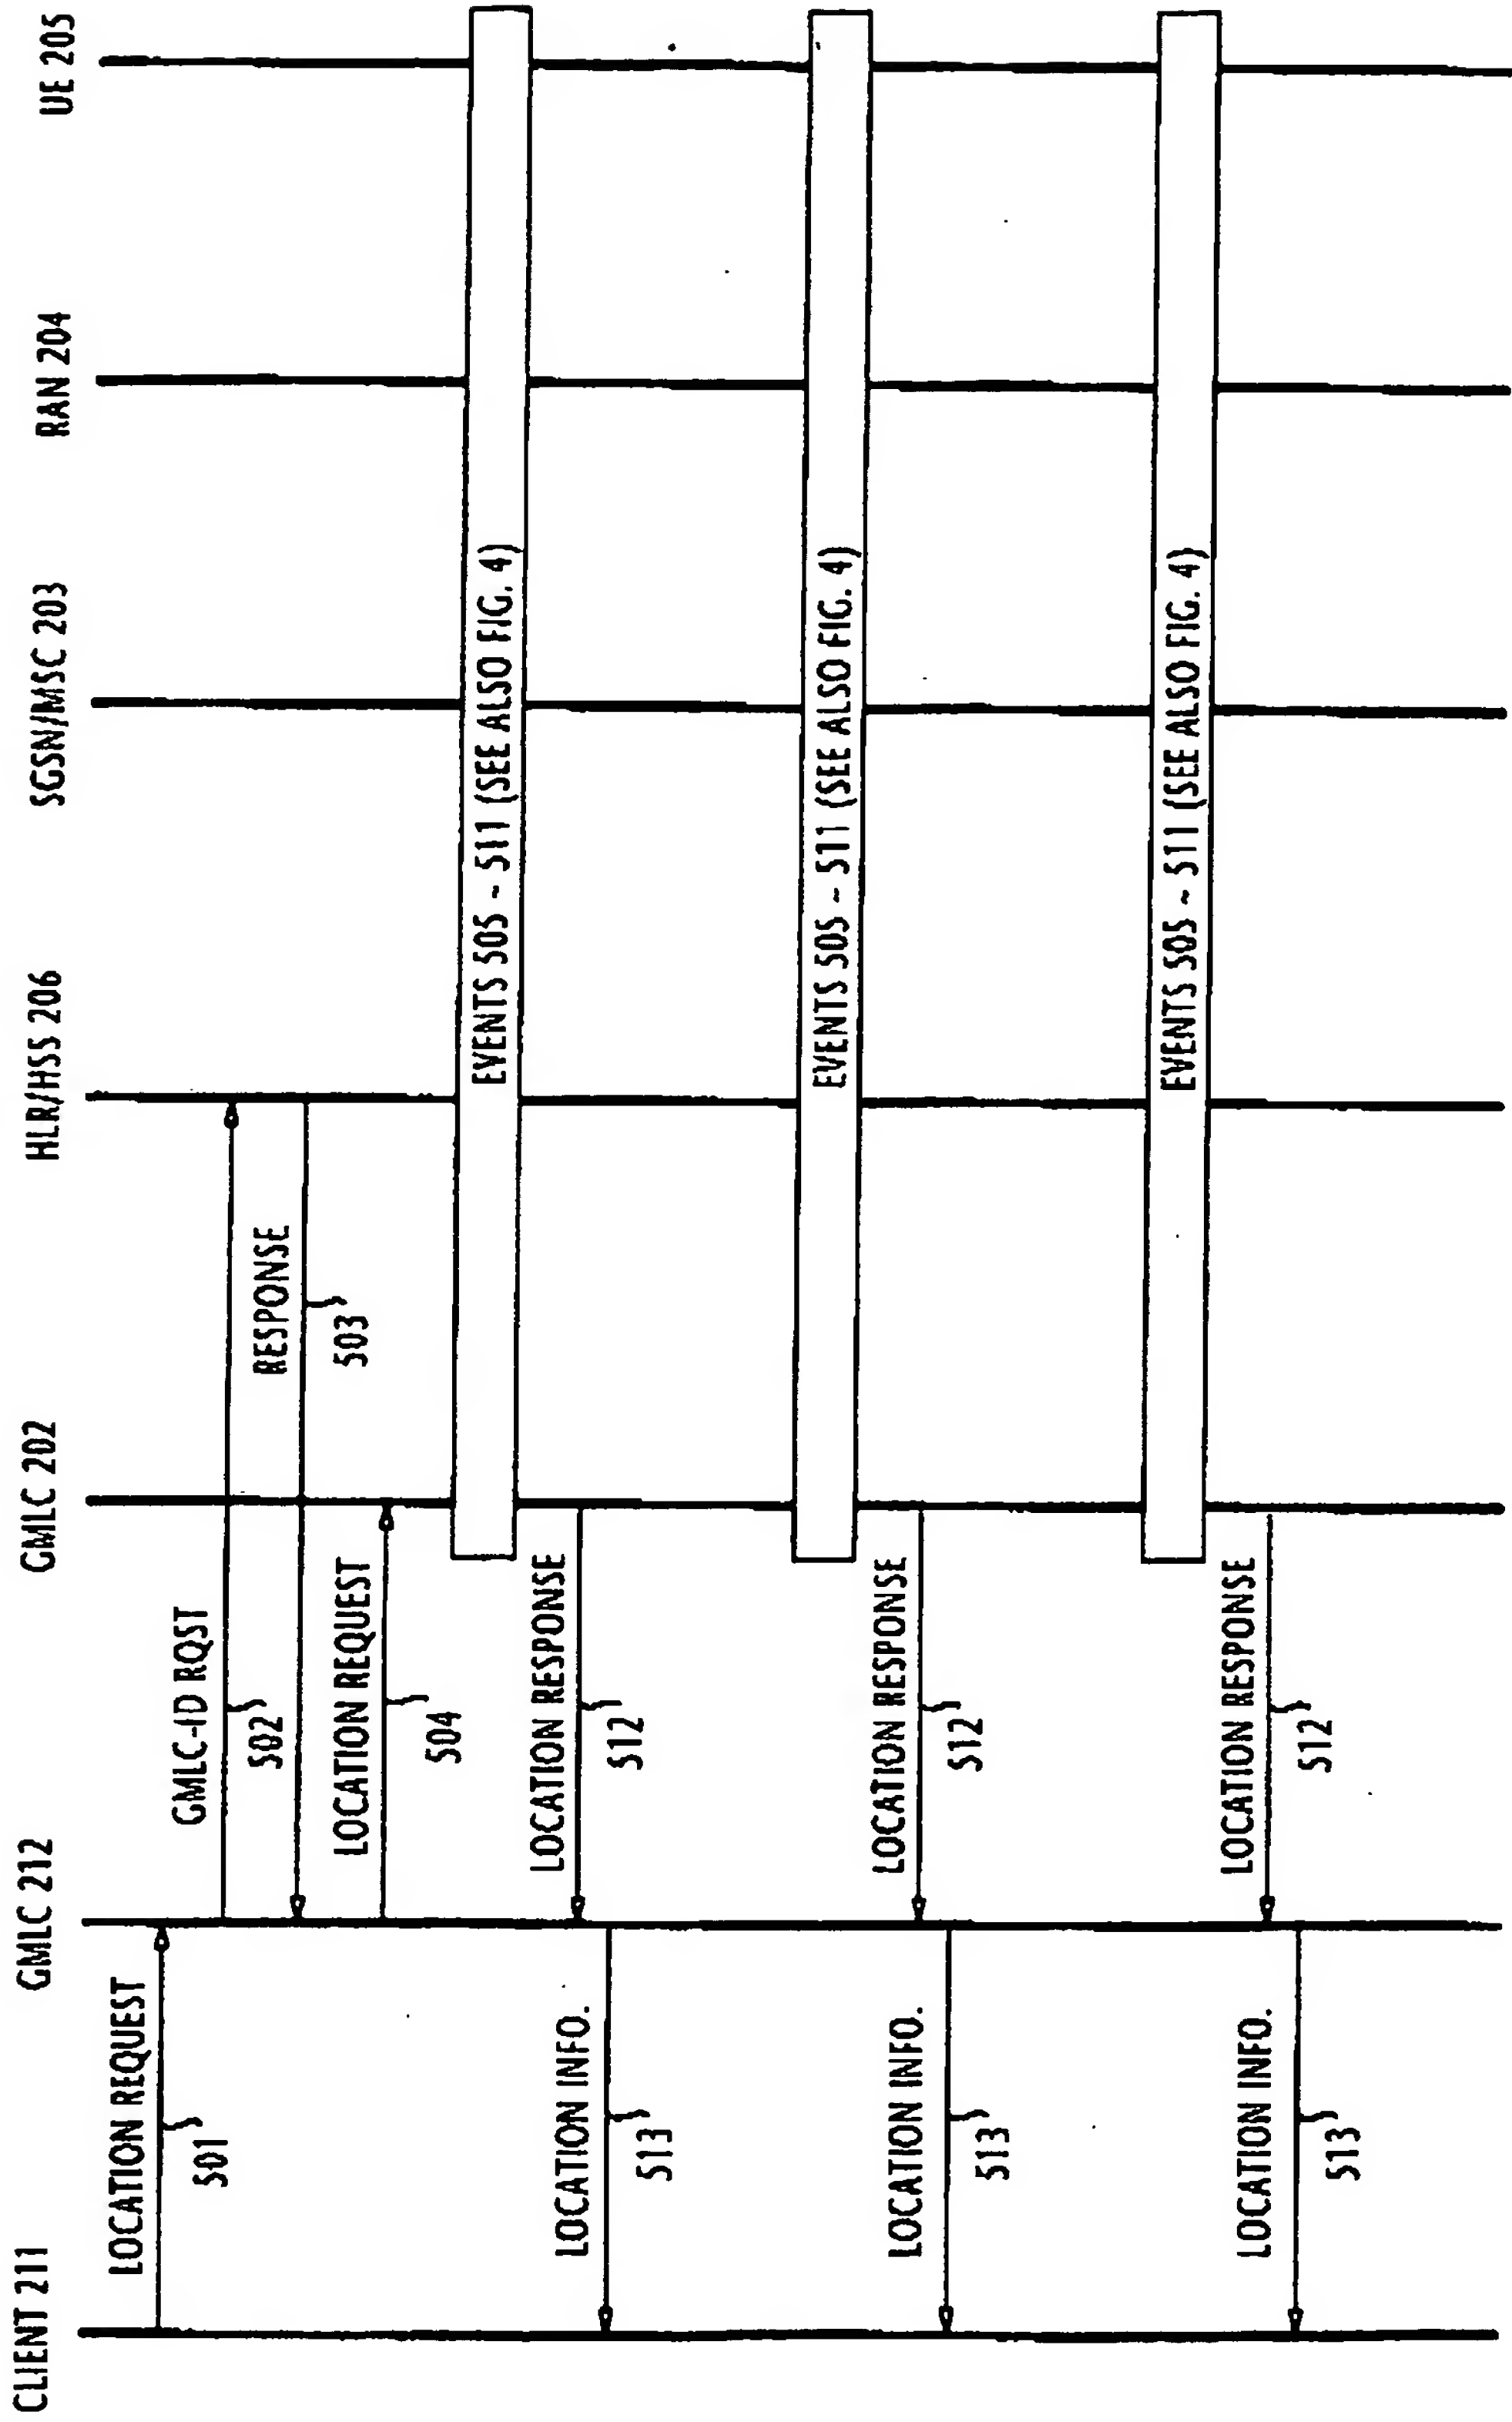 CLIENT 211
GMLC 212
GMLC 202
HLR/HSS 206
SGSN/MSC 203
RAN 204
UE 205
LOCATION REQUEST
501
GMLC-ID RQST
502
RESPONSE
503
LOCATION REQUEST
504
EVENTS 505 ~ 511 (SEE ALSO FIG. 4)
LOCATION RESPONSE
512
LOCATION INFO.
513
EVENTS 505 ~ 511 (SEE ALSO FIG. 4)
LOCATION RESPONSE
512
LOCATION INFO.
513
EVENTS 505 ~ 511 (SEE ALSO FIG. 4)
LOCATION RESPONSE
512
LOCATION INFO.
513